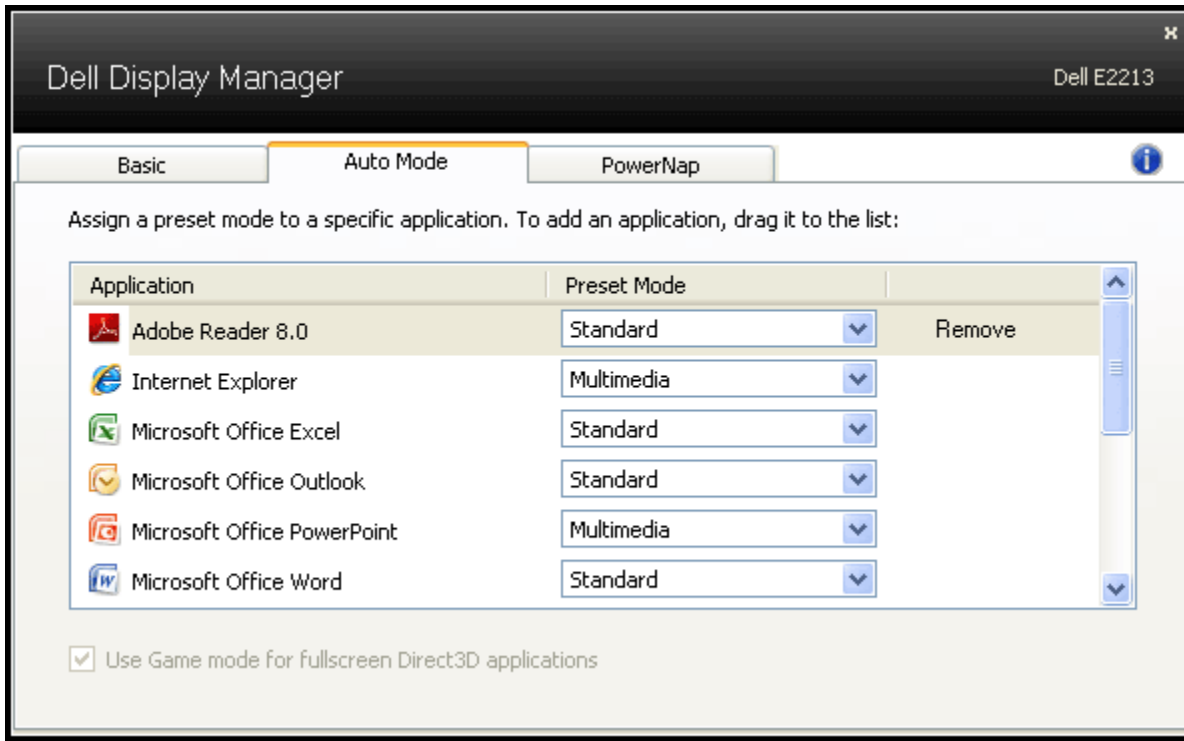 x
Dell Display Manager
Dell E2213
Basic
Auto Mode
PowerNap
i
Assign a preset mode to a specific application. To add an application, drag it to the list:
Application Preset Mode
Adobe Reader 8.0 Standard Remove
Internet Explorer Multimedia
Microsoft Office Excel Standard
Microsoft Office Outlook Standard
Microsoft Office PowerPoint Multimedia
Microsoft Office Word Standard
Use Game mode for fullscreen Direct3D applications